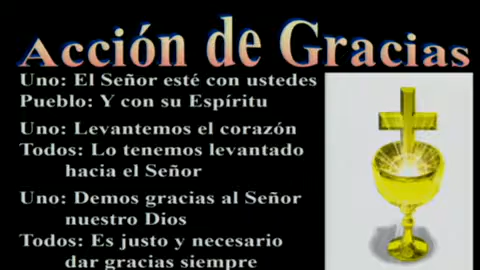 Acción de Gracias
Uno: El Señor esté con ustedes
Pueblo: Y con su Espíritu
Uno: Levantemos el corazón
Todos: Lo tenemos levantado
hacia el Señor
Uno: Demos gracias al Señor
nuestro Dios
Todos: Es justo y necesario
dar gracias siempre